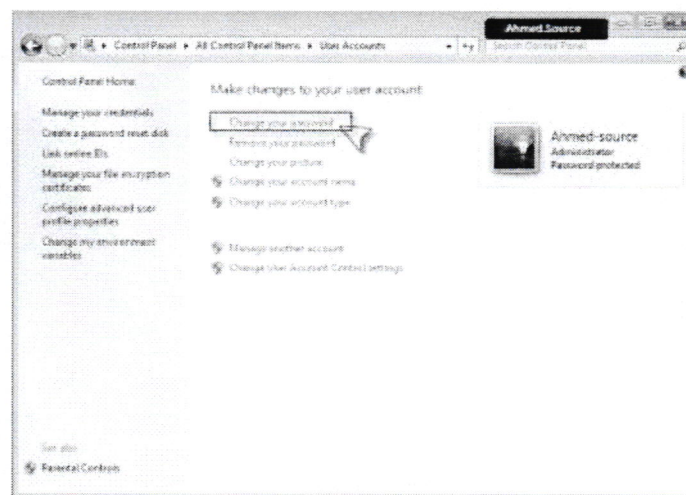 Ahmed.Source
Control Panel ▸ All Control Panel Items ▸ User Accounts
Search Control Panel
Control Panel Home
Manage your credentials
Create a password reset disk
Link online IDs
Manage your file encryption
certificates
Configure advanced user
profile properties
Change my environment
variables
See also
Parental Controls
Make changes to your user account
Change your password
Remove your password
Change your picture
Change your account name
Change your account type
Manage another account
Change User Account Control settings
Ahmed-source
Administrator
Password protected